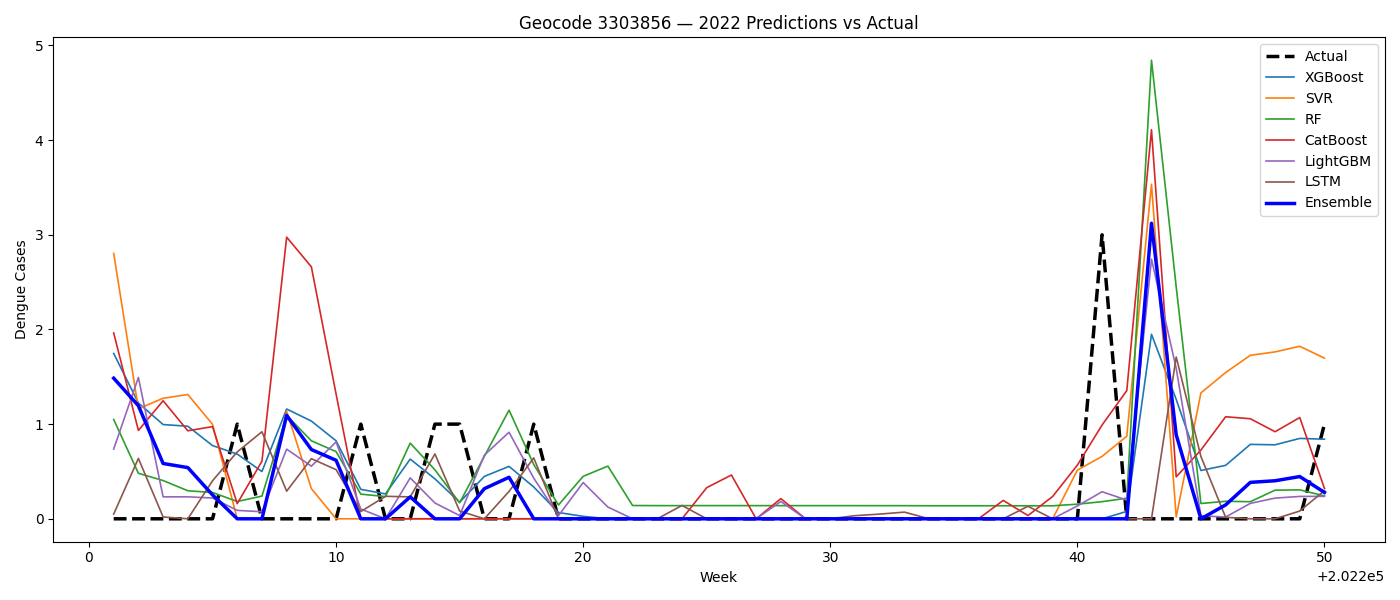 Geocode 3303856 — 2022 Predictions vs Actual
Dengue Cases
5
4
3
2
1
0
0
10
20
30
40
50
+2.022e5
Week
Actual
XGBoost
SVR
RF
CatBoost
LightGBM
LSTM
Ensemble